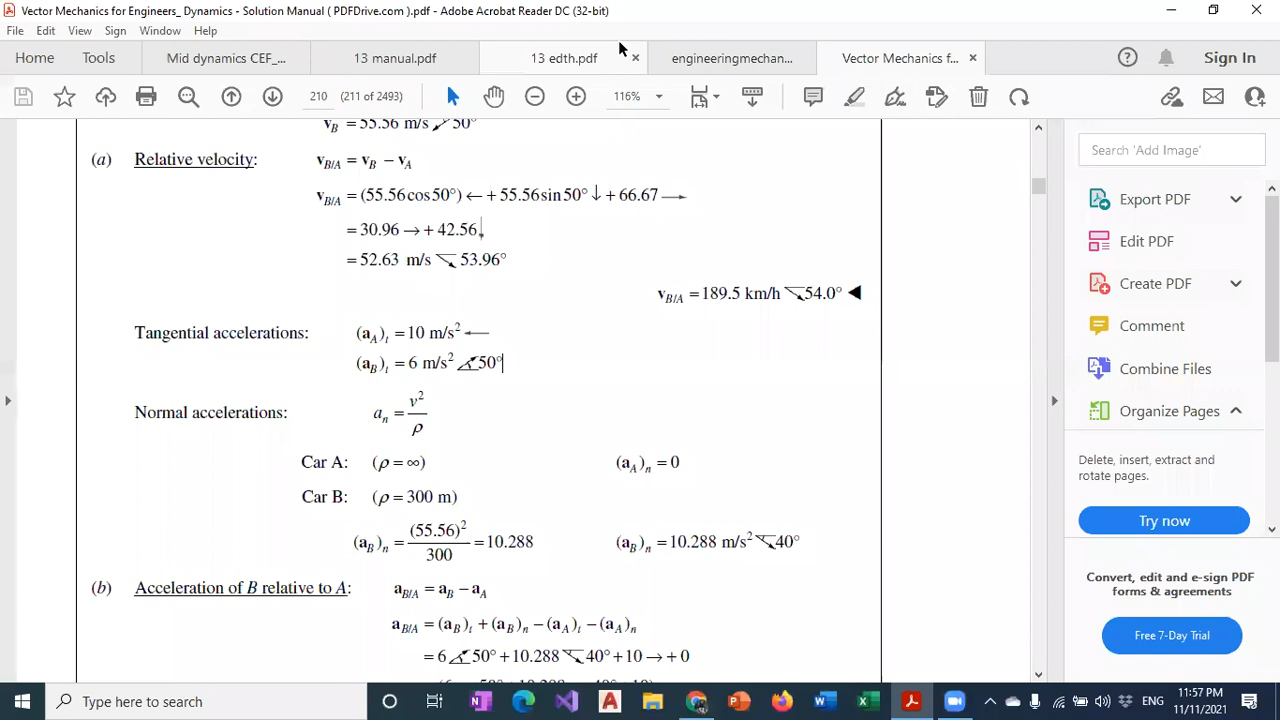 Vector Mechanics for Engineers_ Dynamics - Solution Manual ( PDFDrive.com ).pdf - Adobe Acrobat Reader DC (32-bit)
File Edit View Sign Window Help
Home Tools Mid dynamics CEF_... 13 manual.pdf 13 edth.pdf engineeringmechan... Vector Mechanics f... Sign In
210 (211 of 2493) 116%
v_B = 55.56 m/s ↙ 50°
(a) Relative velocity: v_B/A = v_B − v_A
v_B/A = (55.56 cos 50°) ← + 55.56 sin 50° ↓ + 66.67 →
= 30.96 → + 42.56 ↓
= 52.63 m/s ↘ 53.96°
v_B/A = 189.5 km/h ↘ 54.0° ◀
Tangential accelerations: (a_A)_t = 10 m/s² ←
(a_B)_t = 6 m/s² ↗ 50°
Normal accelerations: a_n = v²/ρ
Car A: (ρ = ∞) (a_A)_n = 0
Car B: (ρ = 300 m)
(a_B)_n = (55.56)²/300 = 10.288 (a_B)_n = 10.288 m/s² ↘ 40°
(b) Acceleration of B relative to A: a_B/A = a_B − a_A
a_B/A = (a_B)_t + (a_B)_n − (a_A)_t − (a_A)_n
= 6 ↗ 50° + 10.288 ↘ 40° + 10 → + 0
Search 'Add Image'
Export PDF
Edit PDF
Create PDF
Comment
Combine Files
Organize Pages
Delete, insert, extract and
rotate pages.
Try now
Convert, edit and e-sign PDF
forms & agreements
Free 7-Day Trial
Type here to search
ENG
11:57 PM
11/11/2021